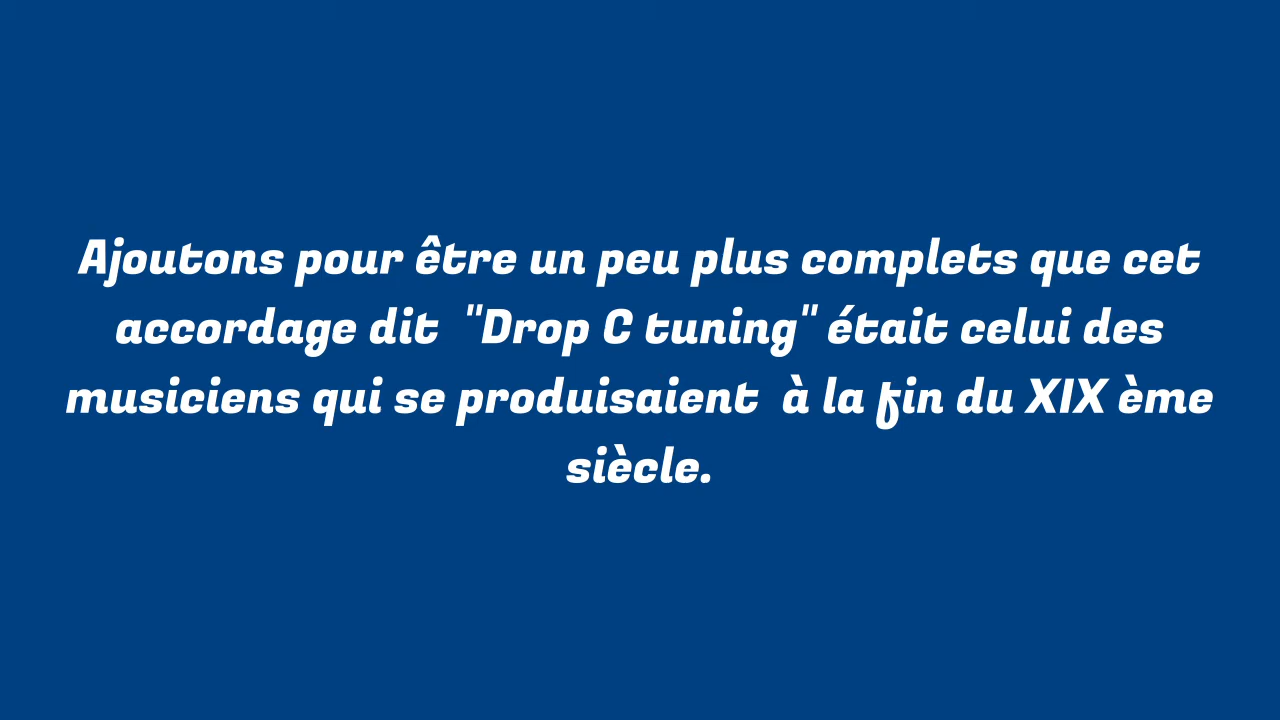 Ajoutons pour être un peu plus complets que cet
accordage dit  "Drop C tuning" était celui des
musiciens qui se produisaient  à la fin du XIX ème
siècle.